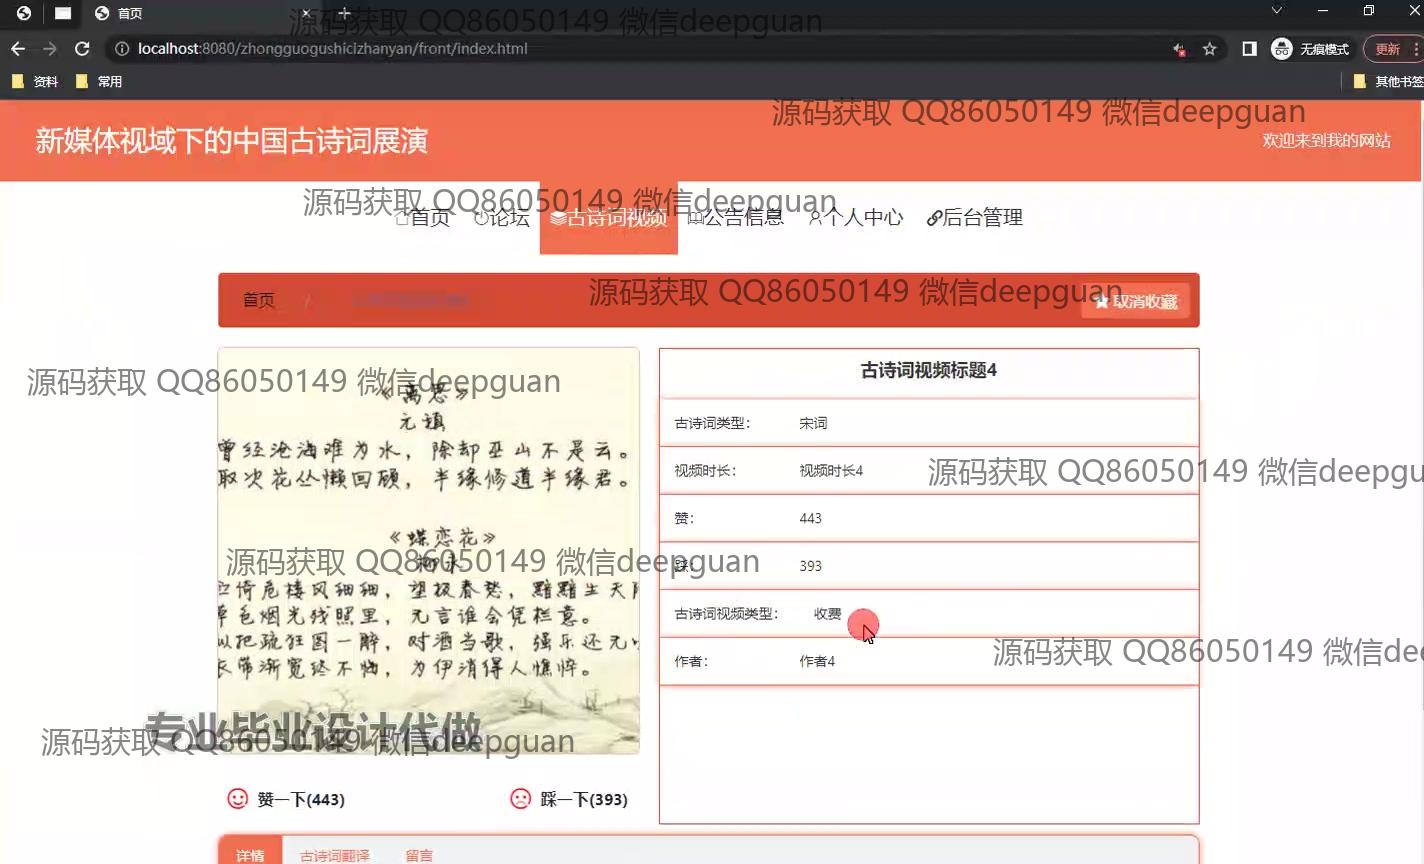 首页
localhost:8080/zhongguogushicizhanyan/front/index.html
无痕模式
更新
资料
常用
其他书签
源码获取 QQ86050149 微信deepguan
源码获取 QQ86050149 微信deepguan
新媒体视域下的中国古诗词展演
欢迎来到我的网站
源码获取 QQ86050149 微信deepguan
首页
论坛
古诗词视频
公告信息
个人中心
后台管理
首页 /
源码获取 QQ86050149 微信deepguan
取消收藏
源码获取 QQ86050149 微信deepguan
《离思》
元稹
曾经沧海难为水，除却巫山不是云。
取次花丛懒回顾，半缘修道半缘君。
《蝶恋花》
柳永
伫倚危楼风细细，望极春愁，黯黯生天
草色烟光残照里，无言谁会凭栏意。
拟把疏狂图一醉，对酒当歌，强乐还无
衣带渐宽终不悔，为伊消得人憔悴。
古诗词视频标题4
古诗词类型： 宋词
视频时长： 视频时长4
源码获取 QQ86050149 微信deepgu
赞： 443
源码获取 QQ86050149 微信deepguan
踩： 393
古诗词视频类型： 收费
作者： 作者4
源码获取 QQ86050149 微信dee
专业毕业设计代做
源码获取 QQ86050149 微信deepguan
赞一下(443)
踩一下(393)
详情
古诗词翻译
留言